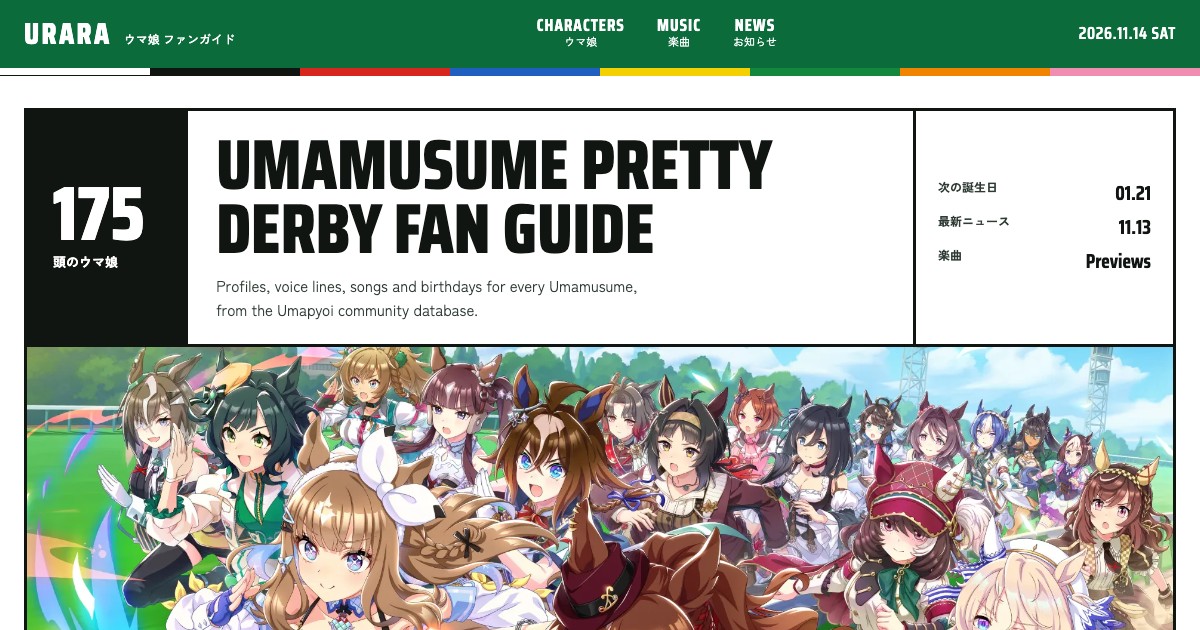 URARA
ウマ娘 ファンガイド
CHARACTERS
ウマ娘
MUSIC
楽曲
NEWS
お知らせ
2026.11.14 SAT
175
頭のウマ娘
UMAMUSUME PRETTY
DERBY FAN GUIDE
Profiles, voice lines, songs and birthdays for every Umamusume,
from the Umapyoi community database.
次の誕生日
01.21
最新ニュース
11.13
楽曲
Previews